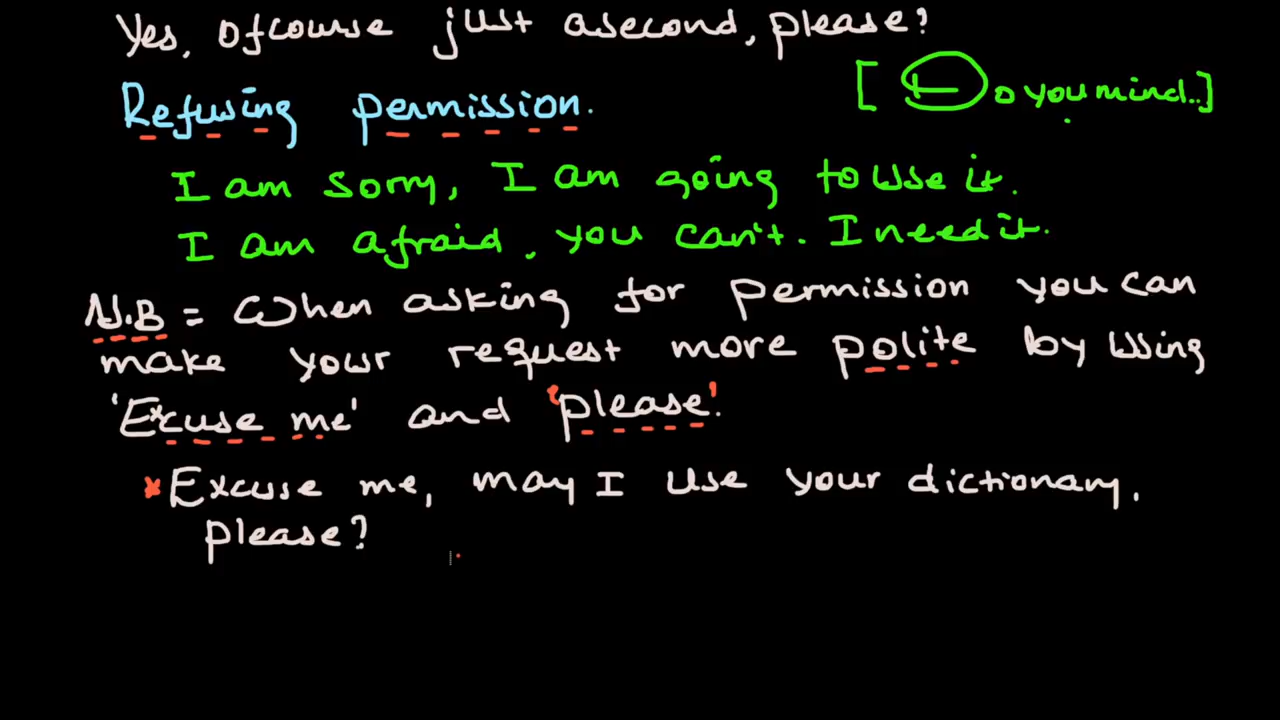 Yes, ofcourse just asecond, please?
Refusing permission.
[ Do you mind..]
I am sorry, I am going to use it.
I am afraid, you can't. I need it.
N.B = When asking for permission you can
make your request more polite by using
'Excuse me' and 'please'.
*Excuse me, may I use your dictionary,
please?